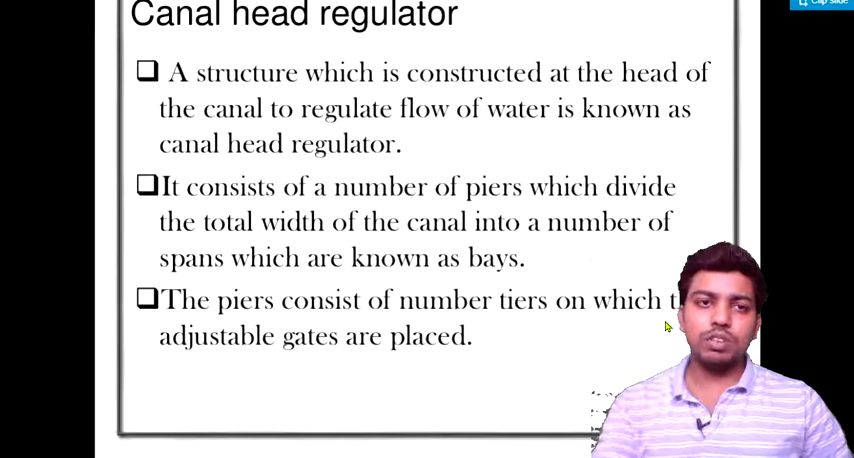 Clip slide
Canal head regulator
❑ A structure which is constructed at the head of
the canal to regulate flow of water is known as
canal head regulator.
❑It consists of a number of piers which divide
the total width of the canal into a number of
spans which are known as bays.
❑The piers consist of number tiers on which
adjustable gates are placed.